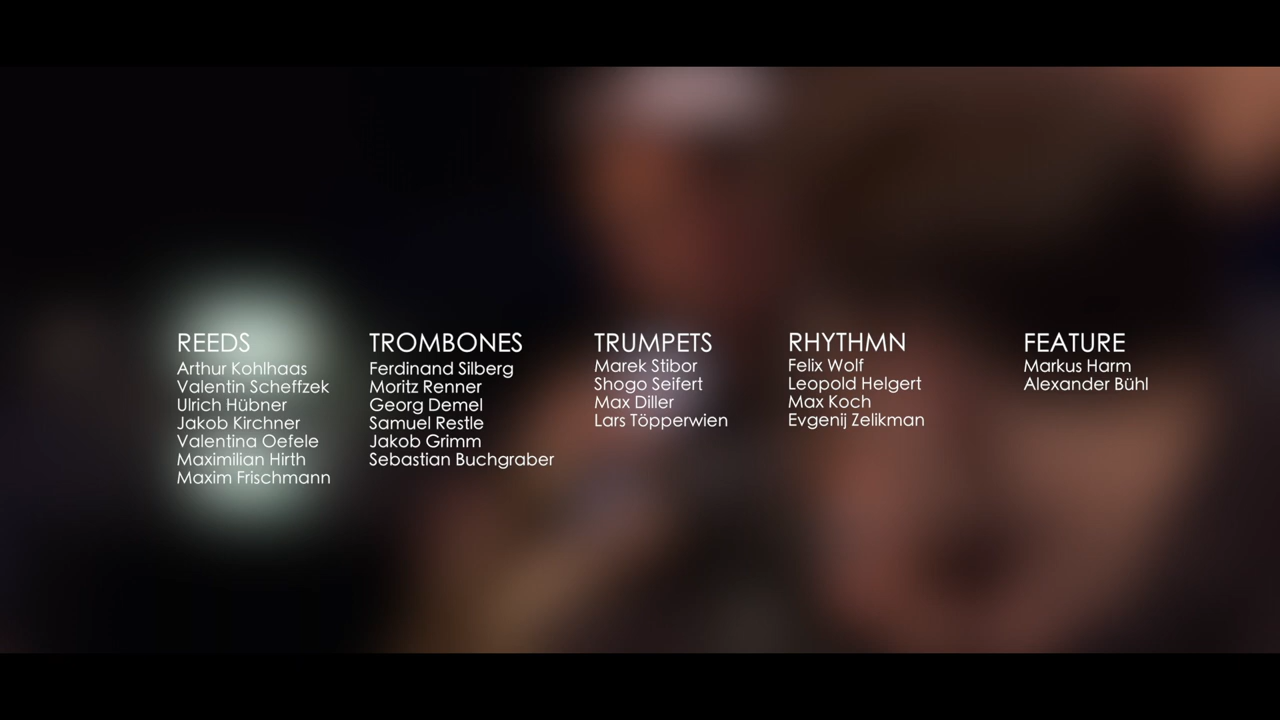 REEDS
Arthur Kohlhaas
Valentin Scheffzek
Ulrich Hübner
Jakob Kirchner
Valentina Oefele
Maximilian Hirth
Maxim Frischmann
TROMBONES
Ferdinand Silberg
Moritz Renner
Georg Demel
Samuel Restle
Jakob Grimm
Sebastian Buchgraber
TRUMPETS
Marek Stibor
Shogo Seifert
Max Diller
Lars Töpperwien
RHYTHMN
Felix Wolf
Leopold Helgert
Max Koch
Evgenij Zelikman
FEATURE
Markus Harm
Alexander Bühl